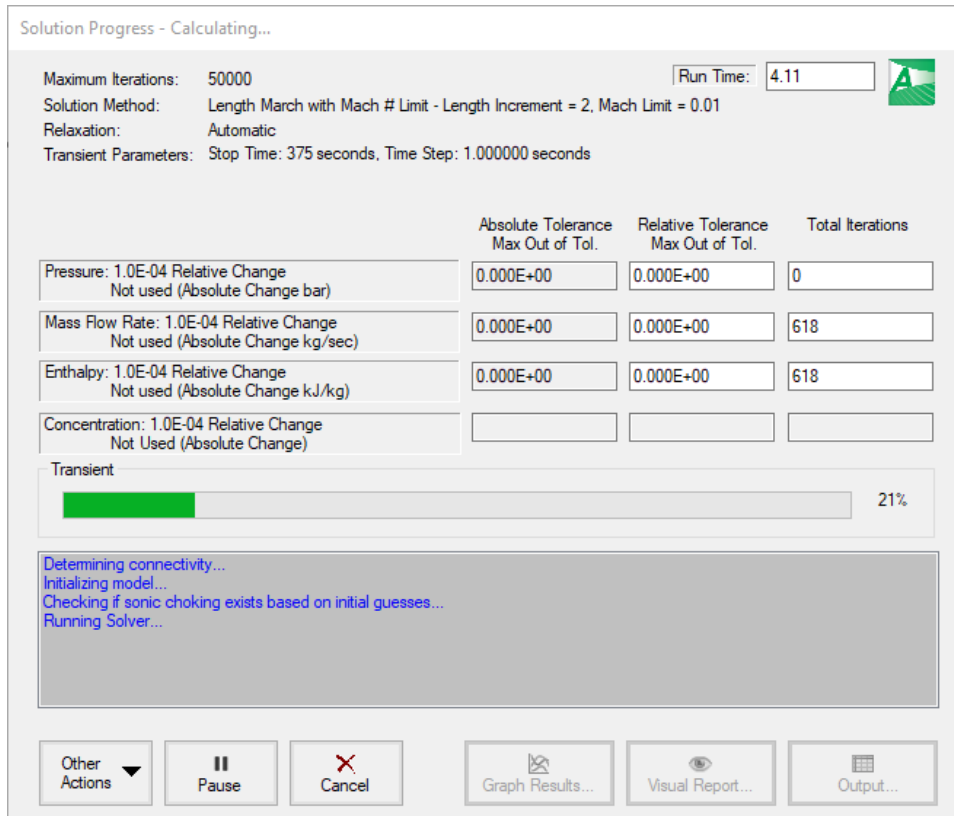 Solution Progress - Calculating...
Maximum Iterations: 50000
Run Time: 4.11
Solution Method: Length March with Mach # Limit - Length Increment = 2, Mach Limit = 0.01
Relaxation: Automatic
Transient Parameters: Stop Time: 375 seconds, Time Step: 1.000000 seconds
Absolute Tolerance Relative Tolerance Total Iterations
Max Out of Tol. Max Out of Tol.
Pressure: 1.0E-04 Relative Change 0.000E+00 0.000E+00 0
Not used (Absolute Change bar)
Mass Flow Rate: 1.0E-04 Relative Change 0.000E+00 0.000E+00 618
Not used (Absolute Change kg/sec)
Enthalpy: 1.0E-04 Relative Change 0.000E+00 0.000E+00 618
Not used (Absolute Change kJ/kg)
Concentration: 1.0E-04 Relative Change
Not Used (Absolute Change)
Transient
21%
Determining connectivity...
Initializing model...
Checking if sonic choking exists based on initial guesses...
Running Solver...
Other Actions Pause Cancel Graph Results... Visual Report... Output...